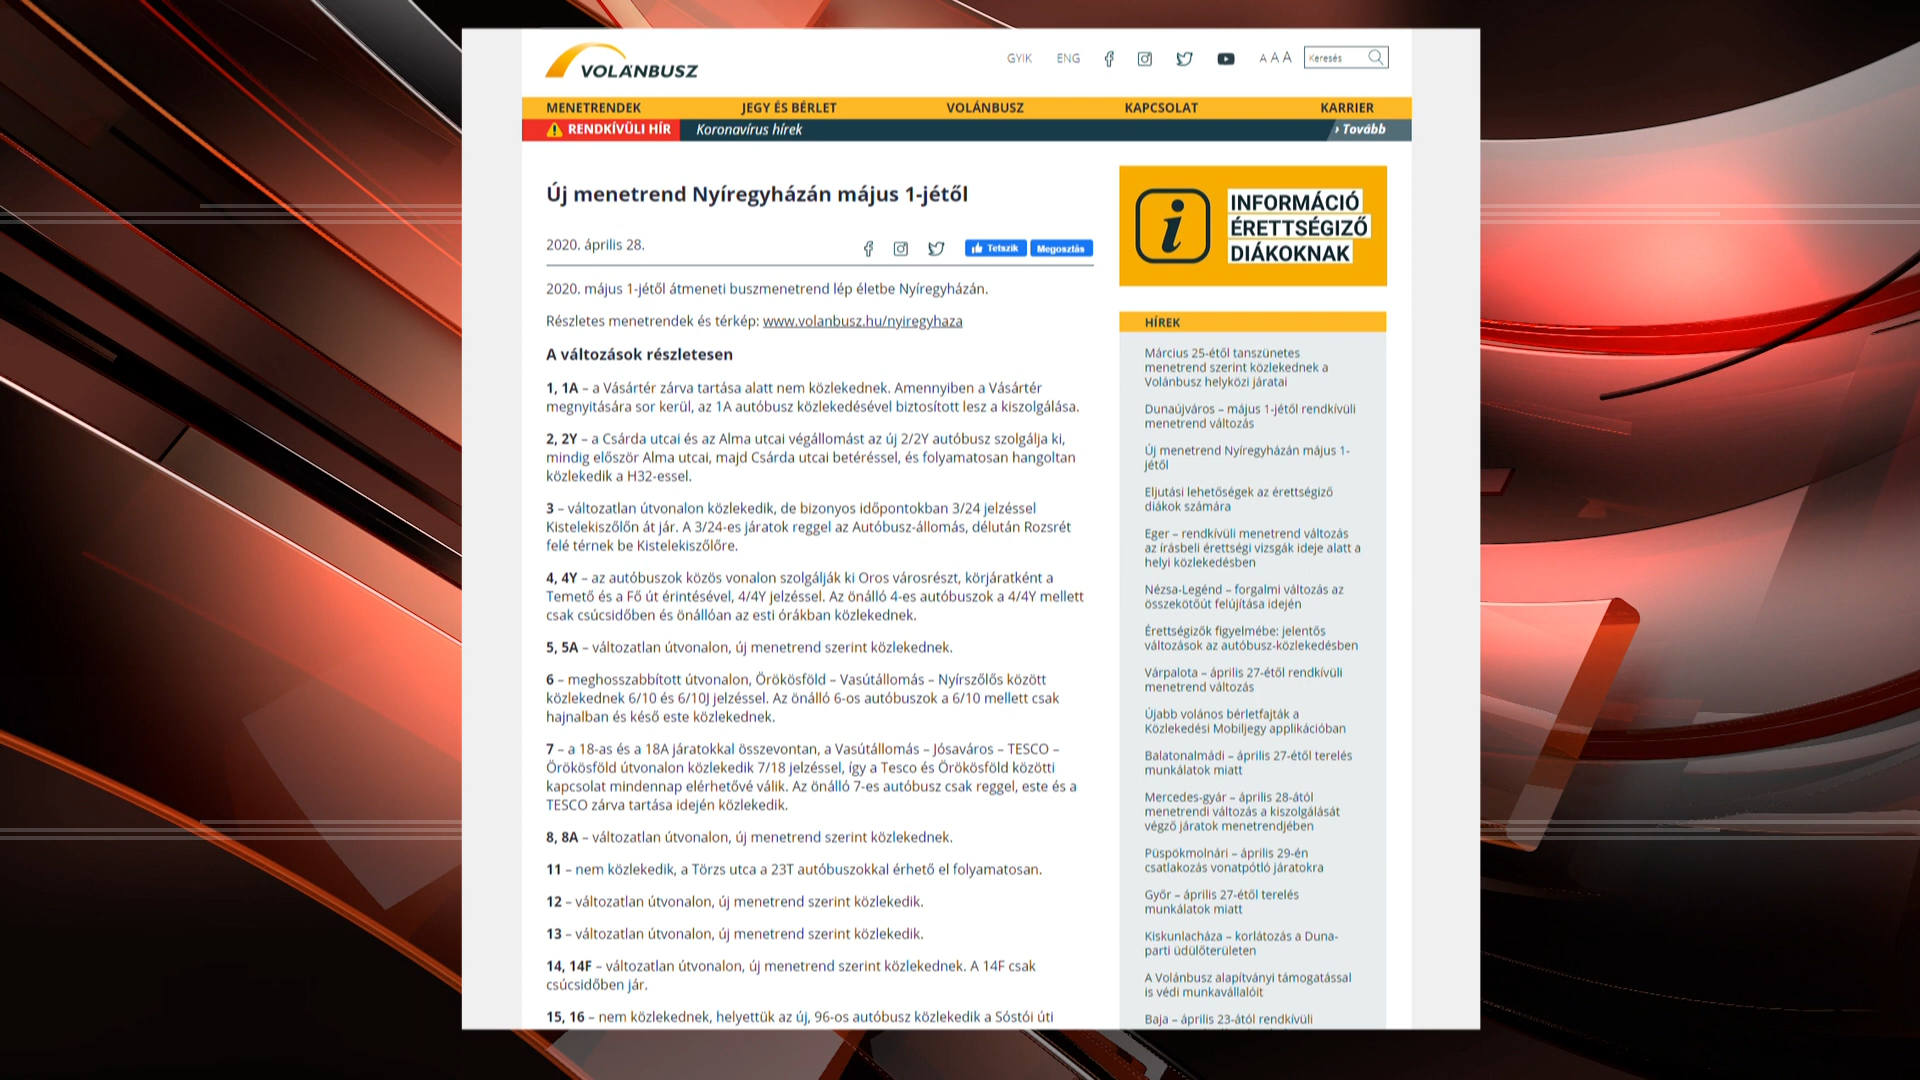 VOLÁNBUSZ
GYIK
ENG
A A A
Keresés
MENETRENDEK
JEGY ÉS BÉRLET
VOLÁNBUSZ
KAPCSOLAT
KARRIER
RENDKÍVÜLI HÍR
Koronavírus hírek
› Tovább
Új menetrend Nyíregyházán május 1-jétől
2020. április 28.
Tetszik
Megosztás
2020. május 1-jétől átmeneti buszmenetrend lép életbe Nyíregyházán.
Részletes menetrendek és térkép: www.volanbusz.hu/nyiregyhaza
A változások részletesen
1, 1A – a Vásártér zárva tartása alatt nem közlekednek. Amennyiben a Vásártér
megnyitására sor kerül, az 1A autóbusz közlekedésével biztosított lesz a kiszolgálása.
2, 2Y – a Csárda utcai és az Alma utcai végállomást az új 2/2Y autóbusz szolgálja ki,
mindig először Alma utcai, majd Csárda utcai betéréssel, és folyamatosan hangoltan
közlekedik a H32-essel.
3 – változatlan útvonalon közlekedik, de bizonyos időpontokban 3/24 jelzéssel
Kistelekiszőlőn át jár. A 3/24-es járatok reggel az Autóbusz-állomás, délután Rozsrét
felé térnek be Kistelekiszőlőre.
4, 4Y – az autóbuszok közös vonalon szolgálják ki Oros városrészt, körjáratként a
Temető és a Fő út érintésével, 4/4Y jelzéssel. Az önálló 4-es autóbuszok a 4/4Y mellett
csak csúcsidőben és önállóan az esti órákban közlekednek.
5, 5A – változatlan útvonalon, új menetrend szerint közlekednek.
6 – meghosszabbított útvonalon, Örökösföld – Vasútállomás – Nyírszőlős között
közlekednek 6/10 és 6/10J jelzéssel. Az önálló 6-os autóbuszok a 6/10 mellett csak
hajnalban és késő este közlekednek.
7 – a 18-as és a 18A járatokkal összevontan, a Vasútállomás – Jósaváros – TESCO –
Örökösföld útvonalon közlekedik 7/18 jelzéssel, így a Tesco és Örökösföld közötti
kapcsolat mindennap elérhetővé válik. Az önálló 7-es autóbusz csak reggel, este és a
TESCO zárva tartása idején közlekedik.
8, 8A – változatlan útvonalon, új menetrend szerint közlekednek.
11 – nem közlekedik, a Törzs utca a 23T autóbuszokkal érhető el folyamatosan.
12 – változatlan útvonalon, új menetrend szerint közlekedik.
13 – változatlan útvonalon, új menetrend szerint közlekedik.
14, 14F – változatlan útvonalon, új menetrend szerint közlekednek. A 14F csak
csúcsidőben jár.
15, 16 – nem közlekednek, helyettük az új, 96-os autóbusz közlekedik a Sóstói úti
INFORMÁCIÓ
ÉRETTSÉGIZŐ
DIÁKOKNAK
HÍREK
Március 25-étől tanszünetes
menetrend szerint közlekednek a
Volánbusz helyközi járatai
Dunaújváros – május 1-jétől rendkívüli
menetrend változás
Új menetrend Nyíregyházán május 1-
jétől
Eljutási lehetőségek az érettségiző
diákok számára
Eger – rendkívüli menetrend változás
az írásbeli érettségi vizsgák ideje alatt a
helyi közlekedésben
Nézsa-Legénd – forgalmi változás az
összekötőút felújítása idején
Érettségizők figyelmébe: jelentős
változások az autóbusz-közlekedésben
Várpalota – április 27-étől rendkívüli
menetrend változás
Újabb volános bérletfajták a
Közlekedési Mobiljegy applikációban
Balatonalmádi – április 27-étől terelés
munkálatok miatt
Mercedes-gyár – április 28-ától
menetrendi változás a kiszolgálását
végző járatok menetrendjében
Püspökmolnári – április 29-én
csatlakozás vonatpótló járatokra
Győr – április 27-étől terelés
munkálatok miatt
Kiskunlacháza – korlátozás a Duna-
parti üdülőterületen
A Volánbusz alapítványi támogatással
is védi munkavállalóit
Baja – április 23-ától rendkívüli